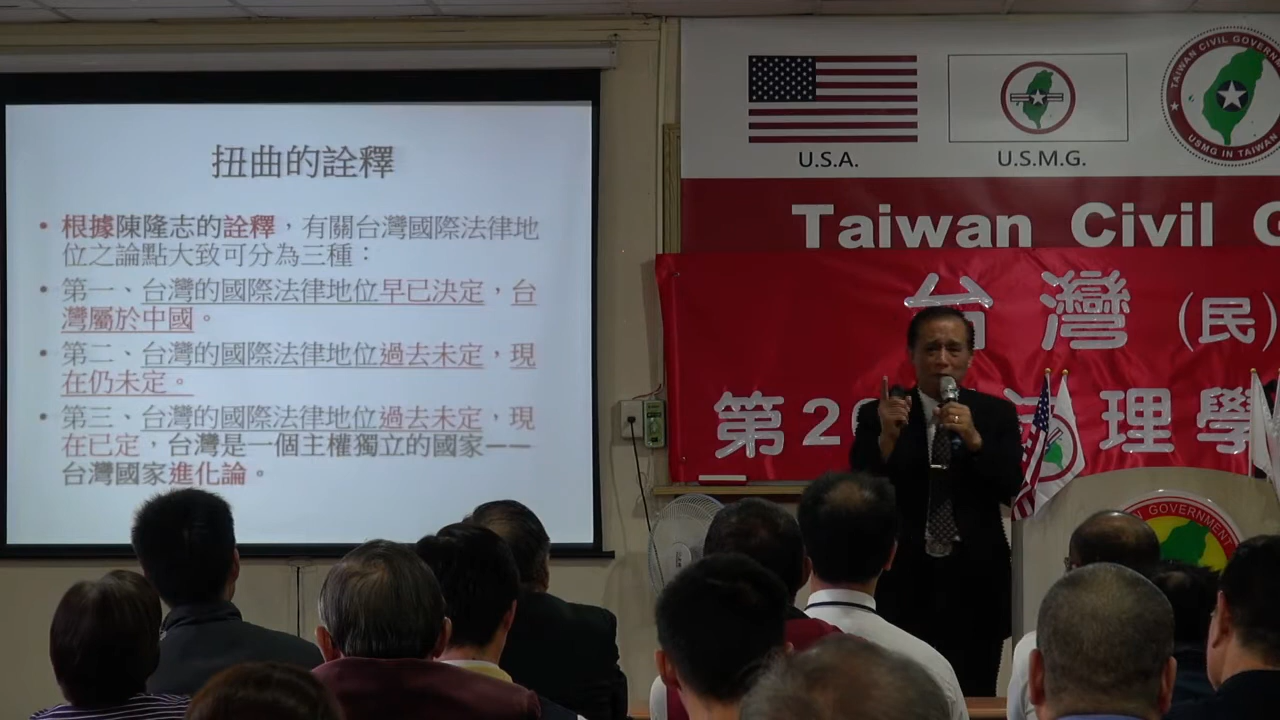 扭曲的詮釋
• 根據陳隆志的詮釋，有關台灣國際法律地
位之論點大致可分為三種：
• 第一、台灣的國際法律地位早已決定，台
灣屬於中國。
• 第二、台灣的國際法律地位過去未定，現
在仍未定。
• 第三、台灣的國際法律地位過去未定，現
在已定，台灣是一個主權獨立的國家——
台灣國家進化論。
U.S.A.
U.S.M.G.
TAIWAN CIVIL GOVERN
USMG IN TAIWAN
Taiwan Civil G
台灣(民)
第2 法理學
GOVERNMENT